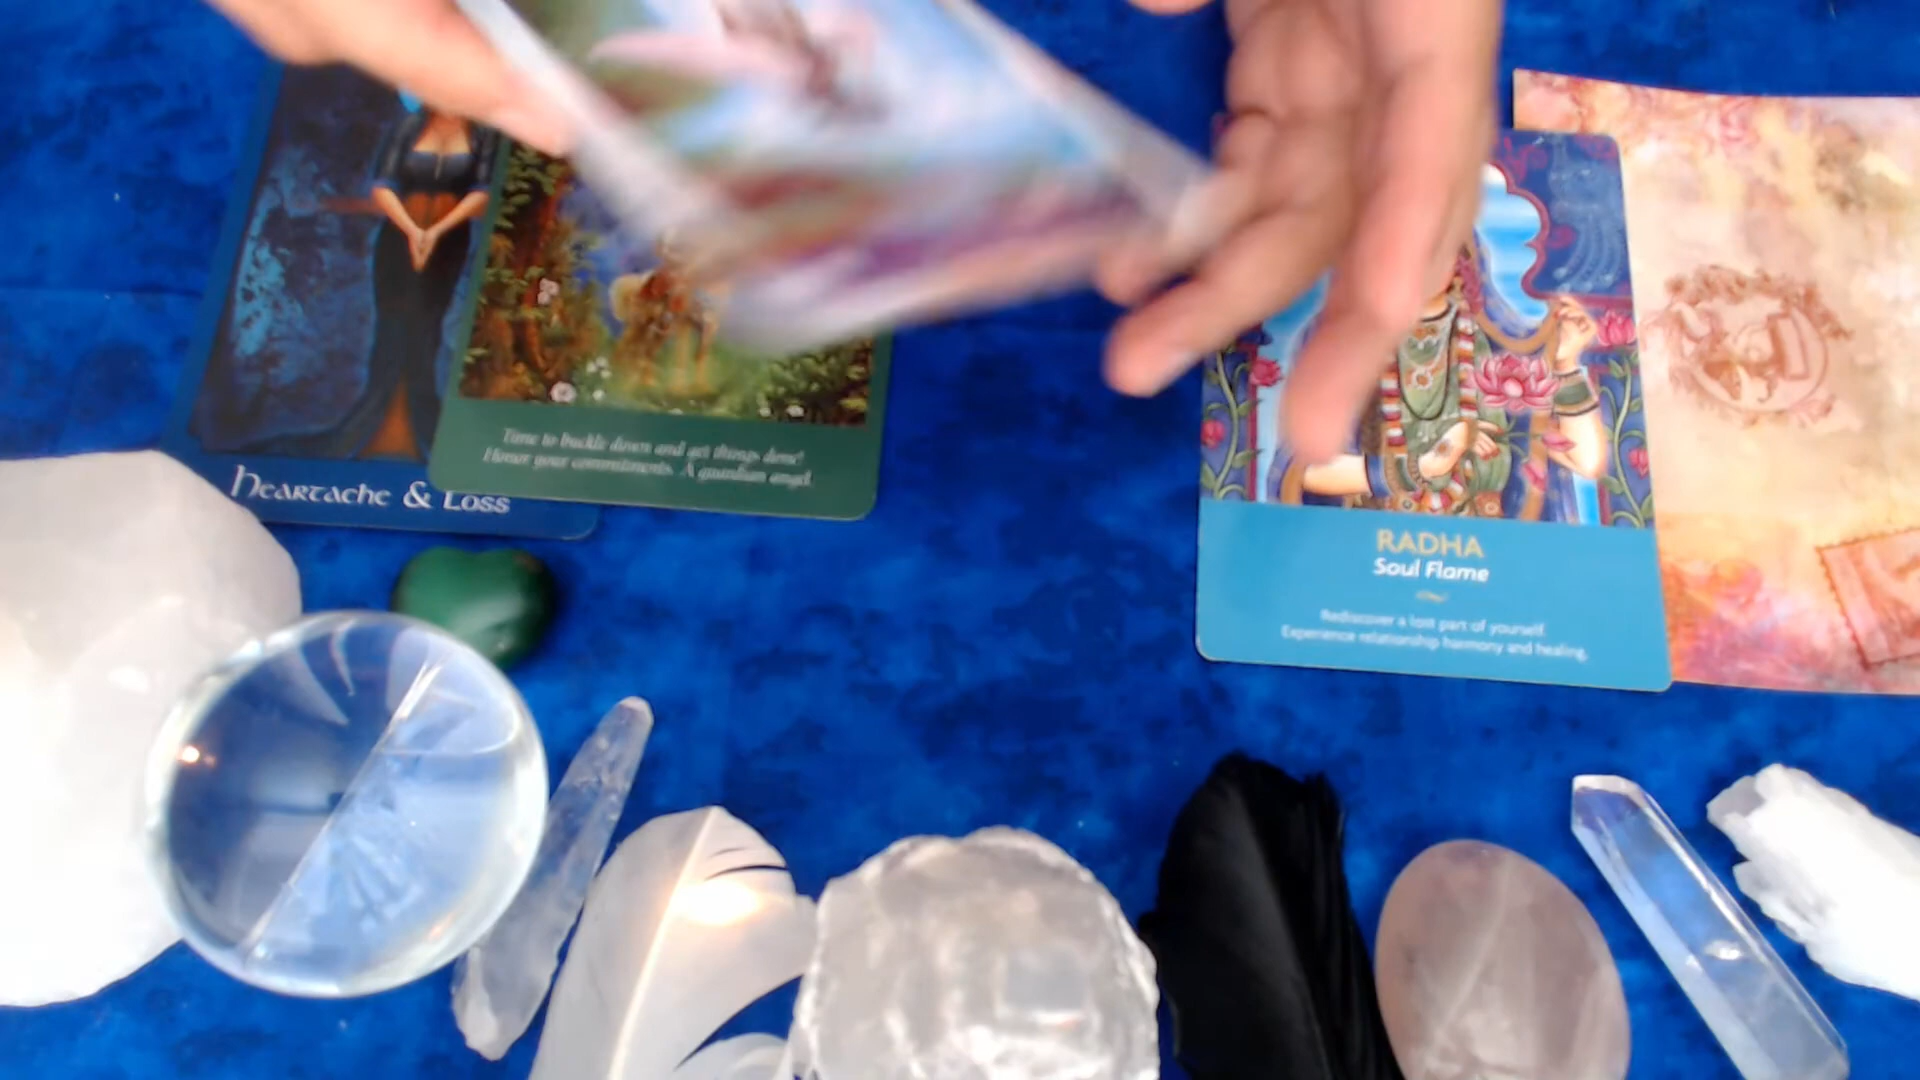 Heartache & Loss
Time to buckle down and get things done!
Honor your commitments. A guardian angel.
RADHA
Soul Flame
Rediscover a lost part of yourself.
Experience relationship harmony and healing.